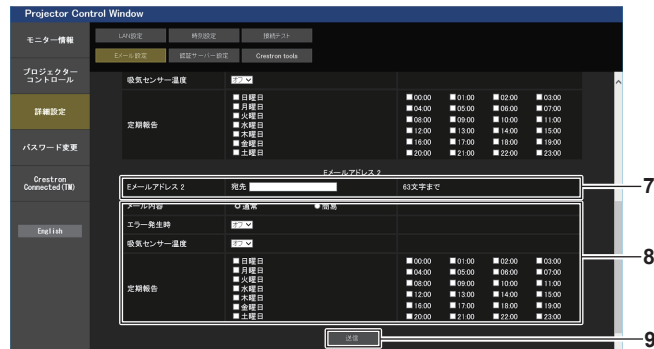 Projector Control Window
モニター情報
プロジェクター
コントロール
詳細設定
パスワード変更
Crestron
Connected(TM)
English
LAN設定 時刻設定 接続テスト
Eメール設定 認証サーバー設定 Crestron tools
吸気センサー温度 オフ
定期報告
日曜日
月曜日
火曜日
水曜日
木曜日
金曜日
土曜日
00:00 01:00 02:00 03:00
04:00 05:00 06:00 07:00
08:00 09:00 10:00 11:00
12:00 13:00 14:00 15:00
16:00 17:00 18:00 19:00
20:00 21:00 22:00 23:00
Eメールアドレス 2
Eメールアドレス 2 宛先 63文字まで
7
メール内容 通常 簡易
エラー発生時 オフ
吸気センサー温度 オフ
8
定期報告
日曜日
月曜日
火曜日
水曜日
木曜日
金曜日
土曜日
00:00 01:00 02:00 03:00
04:00 05:00 06:00 07:00
08:00 09:00 10:00 11:00
12:00 13:00 14:00 15:00
16:00 17:00 18:00 19:00
20:00 21:00 22:00 23:00
送信
9